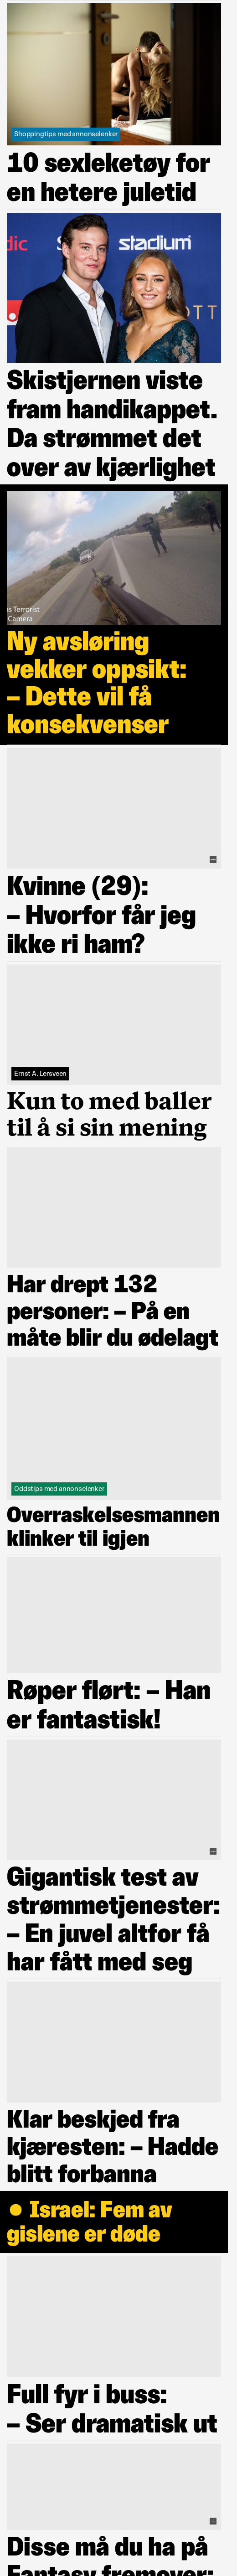 Shoppingtips med annonselenker
10 sexleketøy for
en hetere juletid
dic
S
stadium
OTT
Skistjernen viste
fram handikappet.
Da strømmet det
over av kjærlighet
as Terrorist
Camera
Ny avsløring
vekker oppsikt:
– Dette vil få
konsekvenser
Kvinne (29):
– Hvorfor får jeg
ikke ri ham?
Ernst A. Lersveen
Kun to med baller
til å si sin mening
Har drept 132
personer: – På en
måte blir du ødelagt
Oddstips med annonselenker
Overraskelsesmannen
klinker til igjen
Røper flørt: – Han
er fantastisk!
Gigantisk test av
strømmetjenester:
– En juvel altfor få
har fått med seg
Klar beskjed fra
kjæresten: – Hadde
blitt forbanna
● Israel: Fem av
gislene er døde
Full fyr i buss:
– Ser dramatisk ut
Disse må du ha på
Fantasy fremover: